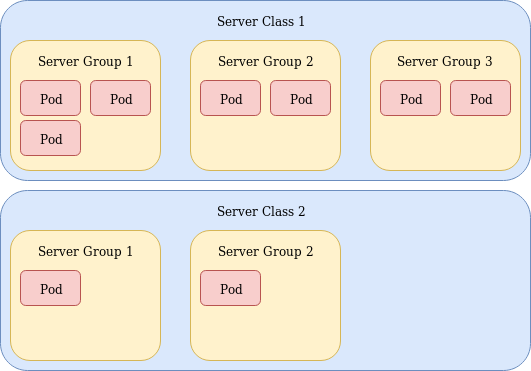 Server Class 1
Server Group 1
Server Group 2
Server Group 3
Pod
Pod
Pod
Pod
Pod
Pod
Pod
Server Class 2
Server Group 1
Server Group 2
Pod
Pod